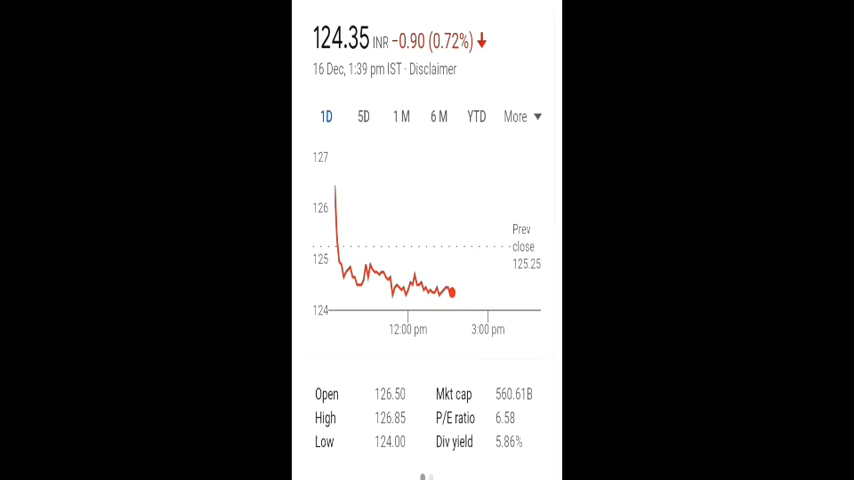 124.35 INR −0.90 (0.72%)
16 Dec, 1:39 pm IST · Disclaimer
1D 5D 1 M 6 M YTD More
127
126
125
124
Prev
close
125.25
12:00 pm 3:00 pm
Open 126.50 Mkt cap 560.61B
High 126.85 P/E ratio 6.58
Low 124.00 Div yield 5.86%